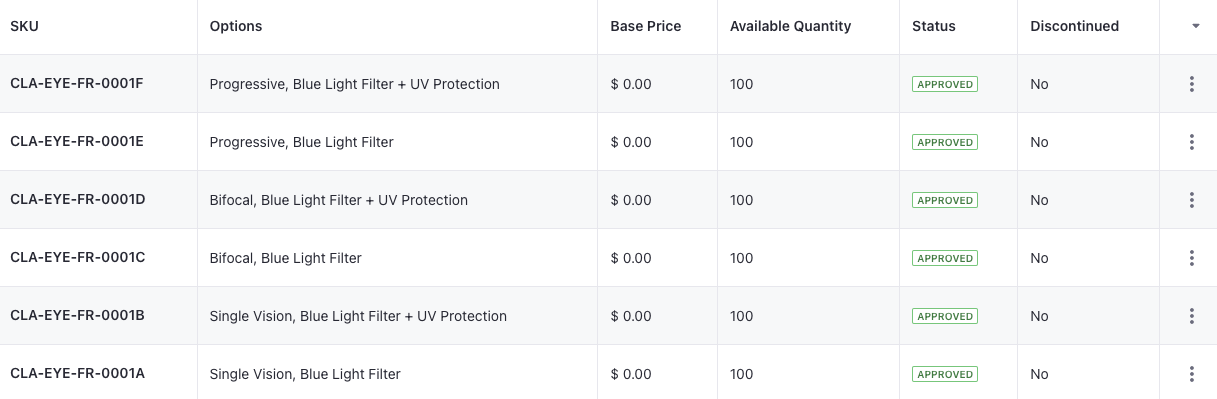 SKU Options Base Price Available Quantity Status Discontinued
CLA-EYE-FR-0001F Progressive, Blue Light Filter + UV Protection $ 0.00 100 APPROVED No
CLA-EYE-FR-0001E Progressive, Blue Light Filter $ 0.00 100 APPROVED No
CLA-EYE-FR-0001D Bifocal, Blue Light Filter + UV Protection $ 0.00 100 APPROVED No
CLA-EYE-FR-0001C Bifocal, Blue Light Filter $ 0.00 100 APPROVED No
CLA-EYE-FR-0001B Single Vision, Blue Light Filter + UV Protection $ 0.00 100 APPROVED No
CLA-EYE-FR-0001A Single Vision, Blue Light Filter $ 0.00 100 APPROVED No